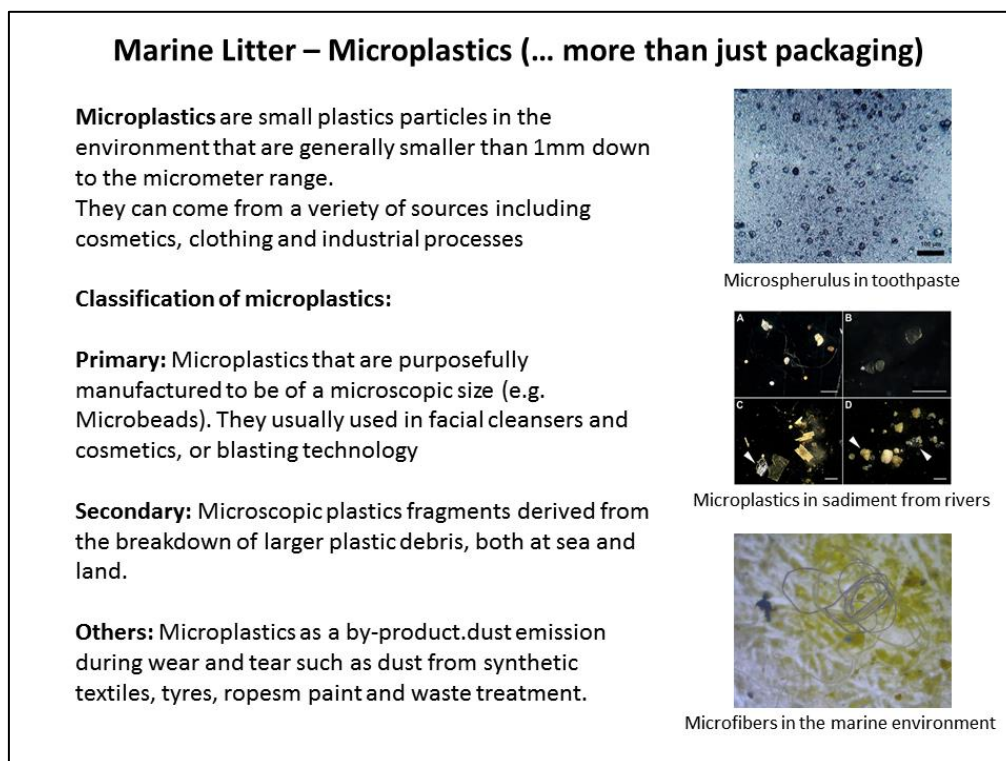 Marine Litter – Microplastics (... more than just packaging)
Microplastics are small plastics particles in the
environment that are generally smaller than 1mm down
to the micrometer range.
They can come from a veriety of sources including
cosmetics, clothing and industrial processes
Classification of microplastics:
Primary: Microplastics that are purposefully
manufactured to be of a microscopic size (e.g.
Microbeads). They usually used in facial cleansers and
cosmetics, or blasting technology
Secondary: Microscopic plastics fragments derived from
the breakdown of larger plastic debris, both at sea and
land.
Others: Microplastics as a by-product.dust emission
during wear and tear such as dust from synthetic
textiles, tyres, ropesm paint and waste treatment.
100 µm
Microspherulus in toothpaste
A
B
C
D
Microplastics in sadiment from rivers
Microfibers in the marine environment